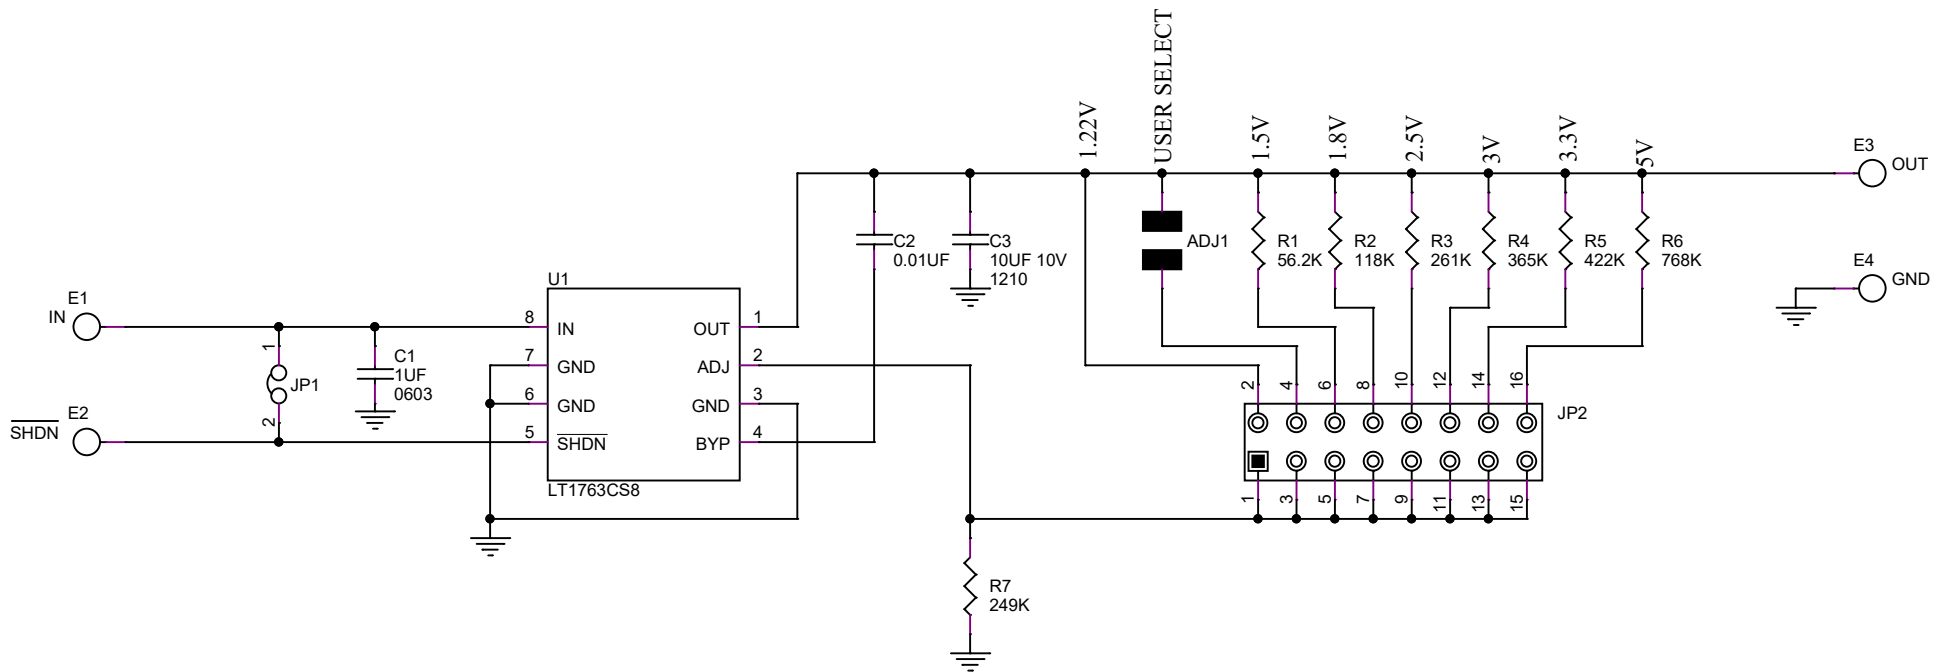 1.22V
USER SELECT
1.5V
1.8V
2.5V
3V
3.3V
5V
E3
OUT
C2
0.01UF
C3
10UF 10V
1210
ADJ1
R1
56.2K
R2
118K
R3
261K
R4
365K
R5
422K
R6
768K
E4
GND
E1
IN
1
JP1
2
C1
1UF
0603
E2
SHDN
U1
8
IN
7
GND
6
GND
5
SHDN
OUT
1
ADJ
2
GND
3
BYP
4
LT1763CS8
2
4
6
8
10
12
14
16
JP2
1
3
5
7
9
11
13
15
R7
249K